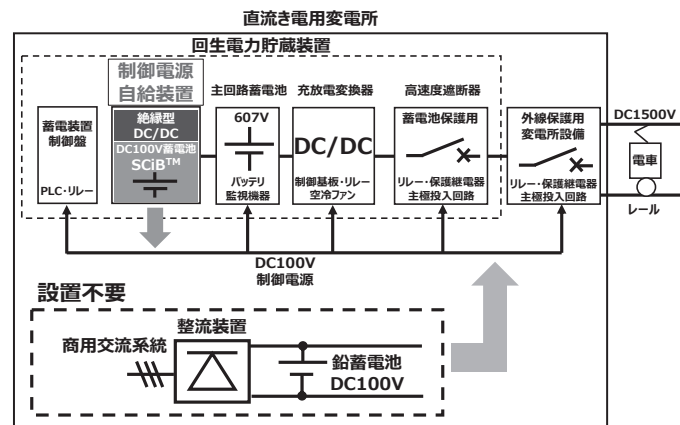 直流き電用変電所
回生電力貯蔵装置
制御電源
自給装置
蓄電装置
制御盤
PLC・リレー
絶縁型
DC/DC
DC100V蓄電池
SCiB™
主回路蓄電池
607V
バッテリ
監視機器
充放電変換器
DC/DC
制御基板・リレー
空冷ファン
高速度遮断器
蓄電池保護用
リレー・保護継電器
主極投入回路
外線保護用
変電所設備
リレー・保護継電器
主極投入回路
DC1500V
電車
レール
DC100V
制御電源
設置不要
整流装置
商用交流系統
鉛蓄電池
DC100V